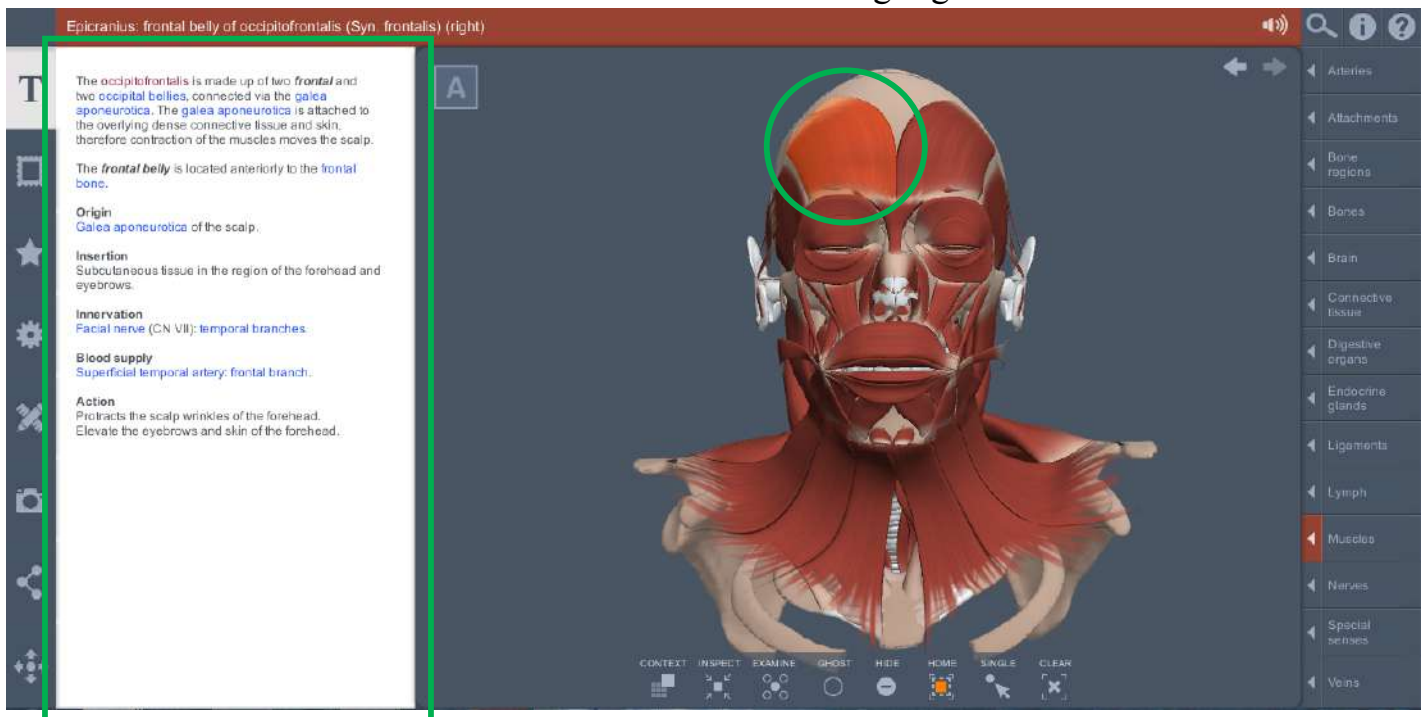 Epicranius: frontal belly of occipitofrontalis (Syn. frontalis) (right)
T
The occipitofrontalis is made up of two frontal and
two occipital bellies, connected via the galea
aponeurotica. The galea aponeurotica is attached to
the overlying dense connective tissue and skin,
therefore contraction of the muscles moves the scalp.
The frontal belly is located anteriorly to the frontal
bone.
Origin
Galea aponeurotica of the scalp.
Insertion
Subcutaneous tissue in the region of the forehead and
eyebrows.
Innervation
Facial nerve (CN VII): temporal branches.
Blood supply
Superficial temporal artery: frontal branch.
Action
Protracts the scalp wrinkles of the forehead.
Elevate the eyebrows and skin of the forehead.
A
CONTEXT INSPECT EXAMINE GHOST HIDE HOME SINGLE CLEAR
Arteries
Attachments
Bone
regions
Bones
Brain
Connective
tissue
Digestive
organs
Endocrine
glands
Ligaments
Lymph
Muscles
Nerves
Special
senses
Veins